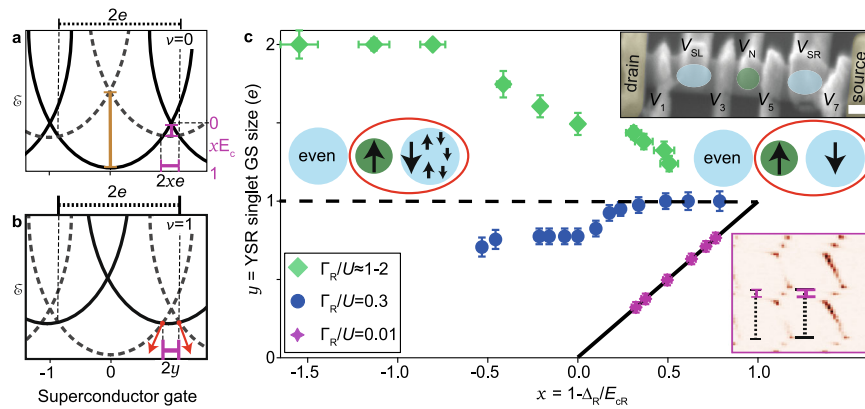 2e
a
ν=0
ℰ
0
xE_c
2xe
1
2e
b
ν=1
ℰ
2y
-1
0
1
Superconductor gate
c
2
1
0
y = YSR singlet GS size (e)
-1.5
-1.0
-0.5
0.0
0.5
1.0
x = 1-Δ_R/E_cR
even
even
Γ_R/U≈1-2
Γ_R/U=0.3
Γ_R/U=0.01
drain
V_SL
V_N
V_SR
source
V_1
V_3
V_5
V_7